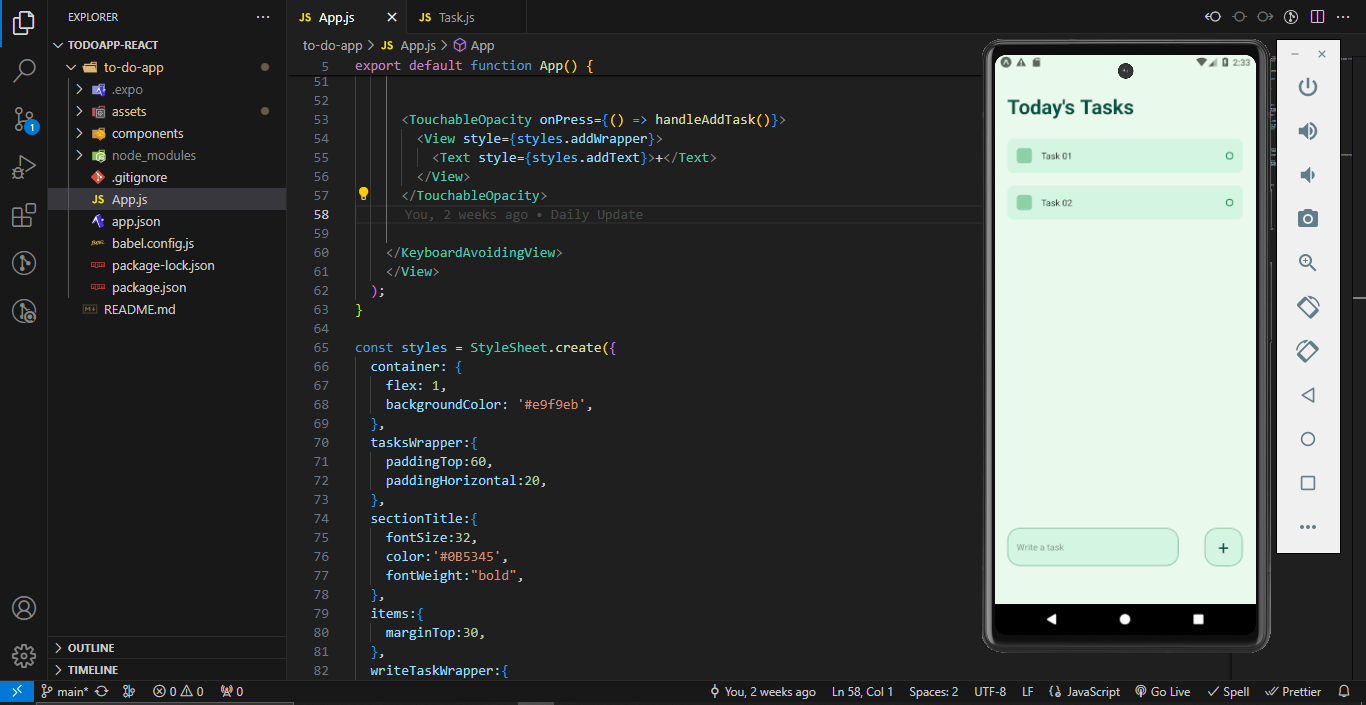 EXPLORER
TODOAPP-REACT
to-do-app
.expo
assets
components
node_modules
.gitignore
JS App.js
app.json
babel.config.js
package-lock.json
package.json
README.md
OUTLINE
TIMELINE
1
JS App.js
JS Task.js
to-do-app > JS App.js > App
5 export default function App() {
51
52
53 <TouchableOpacity onPress={() => handleAddTask()}>
54 <View style={styles.addWrapper}>
55 <Text style={styles.addText}>+</Text>
56 </View>
57 </TouchableOpacity>
58 You, 2 weeks ago • Daily Update
59
60 </KeyboardAvoidingView>
61 </View>
62 );
63 }
64
65 const styles = StyleSheet.create({
66 container: {
67 flex: 1,
68 backgroundColor: '#e9f9eb',
69 },
70 tasksWrapper:{
71 paddingTop:60,
72 paddingHorizontal:20,
73 },
74 sectionTitle:{
75 fontSize:32,
76 color:'#0B5345',
77 fontWeight:"bold",
78 },
79 items:{
80 marginTop:30,
81 },
82 writeTaskWrapper:{
2:33
Today's Tasks
Task 01
Task 02
Write a task
+
main* 0 0 0 You, 2 weeks ago Ln 58, Col 1 Spaces: 2 UTF-8 LF JavaScript Go Live Spell Prettier